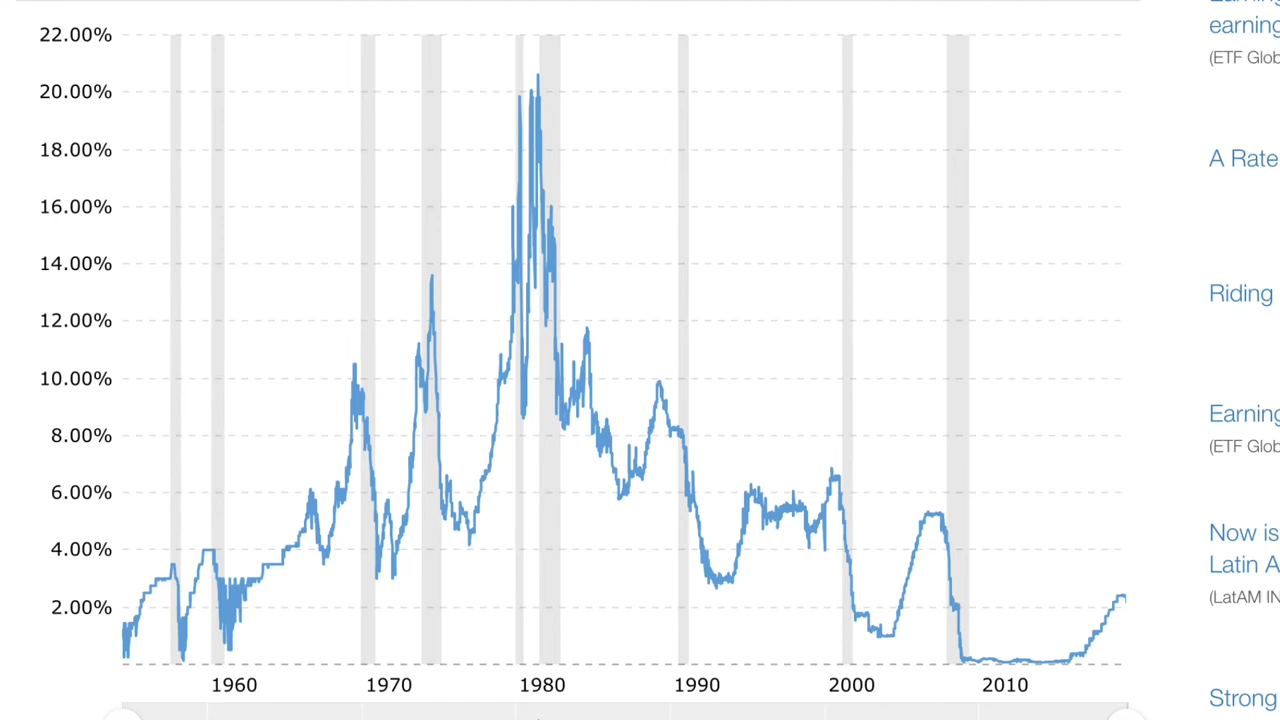 22.00%
20.00%
18.00%
16.00%
14.00%
12.00%
10.00%
8.00%
6.00%
4.00%
2.00%
1960 1970 1980 1990 2000 2010
earning
(ETF Glob
A Rate
Riding
Earning
(ETF Glob
Now is
Latin A
(LatAM IN
Strong